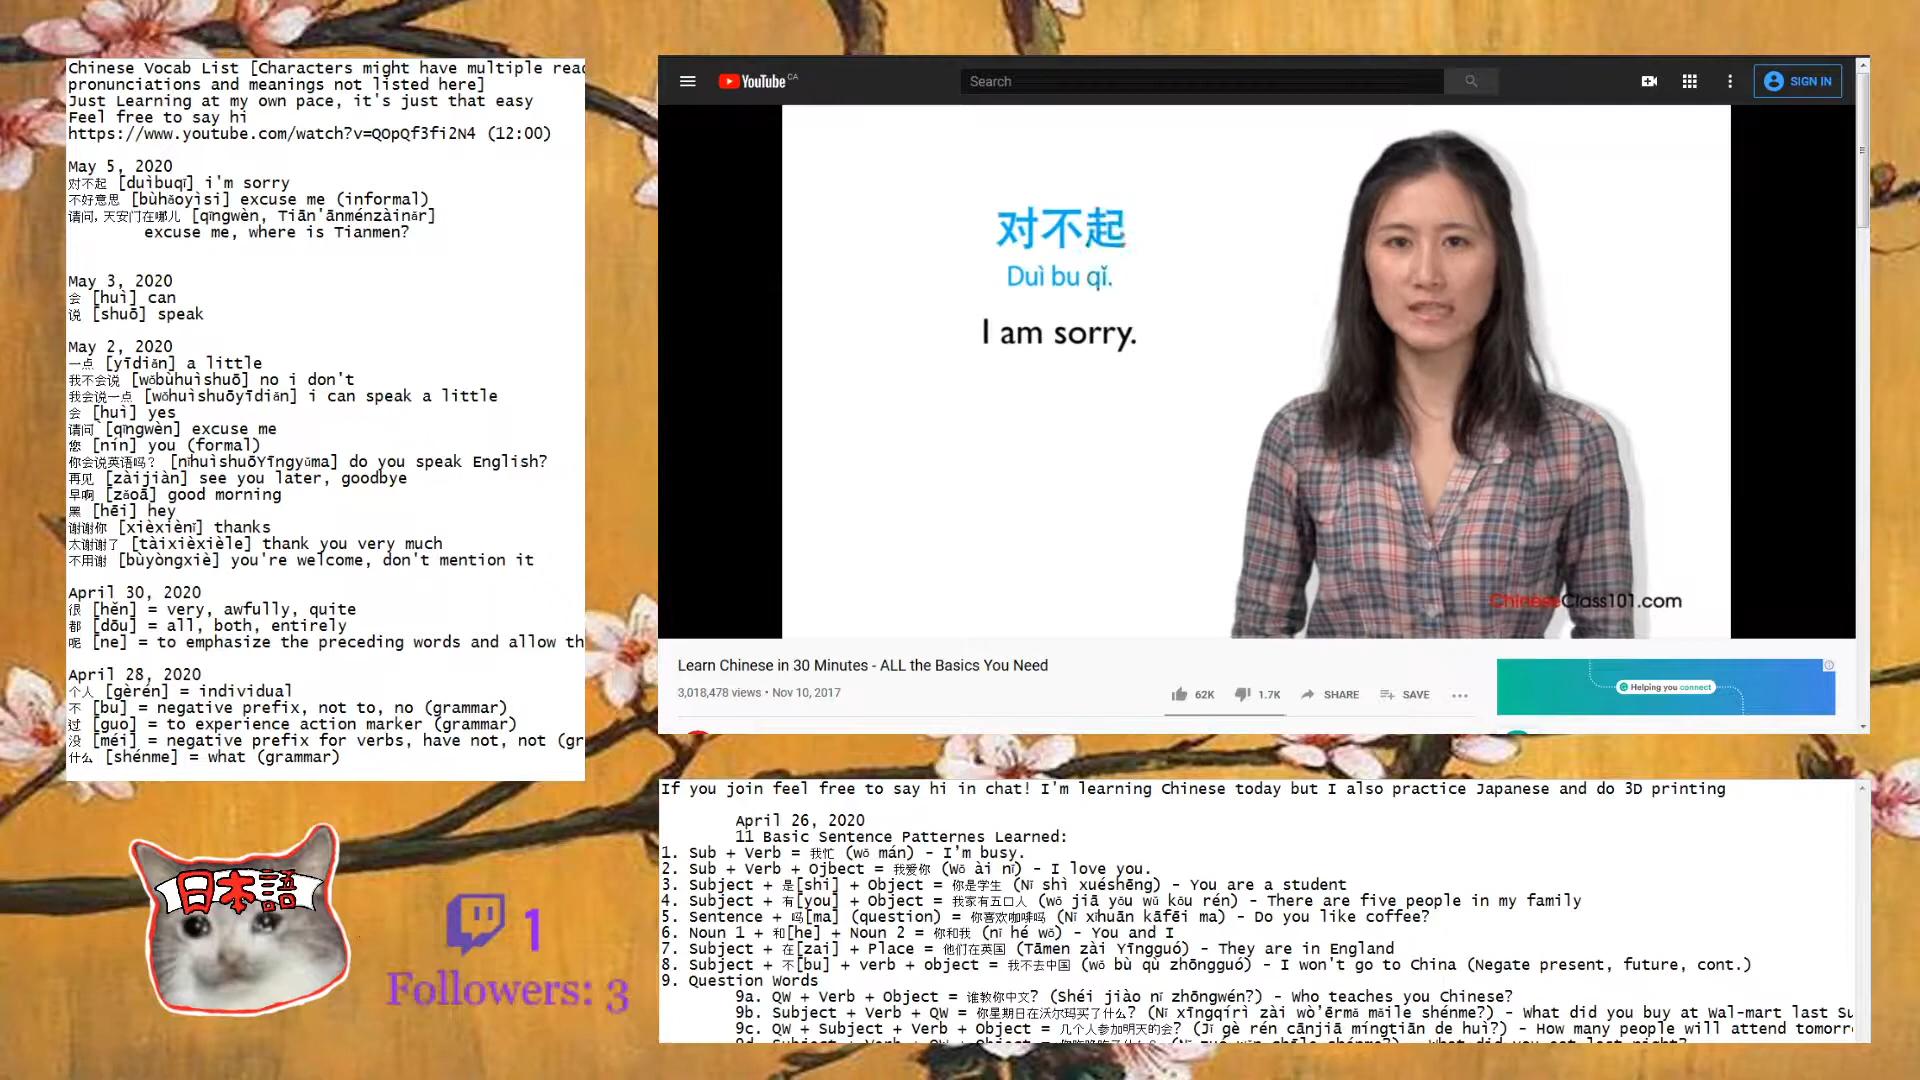 Chinese Vocab List [Characters might have multiple read
pronunciations and meanings not listed here]
Just Learning at my own pace, it's just that easy
Feel free to say hi
https://www.youtube.com/watch?v=QOpQf3fi2N4 (12:00)
May 5, 2020
对不起 [duìbuqǐ] i'm sorry
不好意思 [bùhǎoyìsi] excuse me (informal)
请问，天安门在哪儿 [qǐngwèn, Tiān'ānménzàinǎr]
excuse me, where is Tianmen?
May 3, 2020
会 [huì] can
说 [shuō] speak
May 2, 2020
一点 [yīdiǎn] a little
我不会说 [wǒbùhuìshuō] no i don't
我会说一点 [wǒhuìshuōyīdiǎn] i can speak a little
会 [huì] yes
请问 [qǐngwèn] excuse me
您 [nín] you (formal)
你会说英语吗？ [nǐhuìshuōYīngyǔma] do you speak English?
再见 [zàijiàn] see you later, goodbye
早啊 [zǎoā] good morning
黑 [hēi] hey
谢谢你 [xièxiènǐ] thanks
太谢谢了 [tàixièxièle] thank you very much
不用谢 [bùyòngxiè] you're welcome, don't mention it
April 30, 2020
很 [hěn] = very, awfully, quite
都 [dōu] = all, both, entirely
呢 [ne] = to emphasize the preceding words and allow th
April 28, 2020
个人 [gèrén] = individual
不 [bu] = negative prefix, not to, no (grammar)
过 [guo] = to experience action marker (grammar)
没 [méi] = negative prefix for verbs, have not, not (gr
什么 [shénme] = what (grammar)
YouTube CA
Search
SIGN IN
对不起
Duì bu qǐ.
I am sorry.
ChineseClass101.com
Learn Chinese in 30 Minutes - ALL the Basics You Need
3,018,478 views • Nov 10, 2017
62K 1.7K SHARE SAVE
Helping you connect
If you join feel free to say hi in chat! I'm learning Chinese today but I also practice Japanese and do 3D printing
April 26, 2020
11 Basic Sentence Patternes Learned:
1. Sub + Verb = 我忙 (wǒ mán) - I'm busy.
2. Sub + Verb + Ojbect = 我爱你 (Wǒ ài nǐ) - I love you.
3. Subject + 是[shi] + Object = 你是学生 (Nǐ shì xuéshēng) - You are a student
4. Subject + 有[you] + Object = 我家有五口人 (wǒ jiā yǒu wǔ kǒu rén) - There are five people in my family
5. Sentence + 吗[ma] (question) = 你喜欢咖啡吗 (Nǐ xǐhuān kāfēi ma) - Do you like coffee?
6. Noun 1 + 和[he] + Noun 2 = 你和我 (nǐ hé wǒ) - You and I
7. Subject + 在[zai] + Place = 他们在英国 (Tāmen zài Yīngguó) - They are in England
8. Subject + 不[bu] + verb + object = 我不去中国 (wǒ bù qù zhōngguó) - I won't go to China (Negate present, future, cont.)
9. Question Words
9a. QW + Verb + Object = 谁教你中文? (Shéi jiào nǐ zhōngwén?) - Who teaches you Chinese?
9b. Subject + Verb + QW = 你星期日在沃尔玛买了什么? (Nǐ xīngqírì zài wò'ērmǎ mǎile shénme?) - What did you buy at Wal-mart last Su
9c. QW + Subject + Verb + Object = 几个人参加明天的会? (Jǐ gè rén cānjiā míngtiān de huì?) - How many people will attend tomorr
日本語
1
Followers: 3